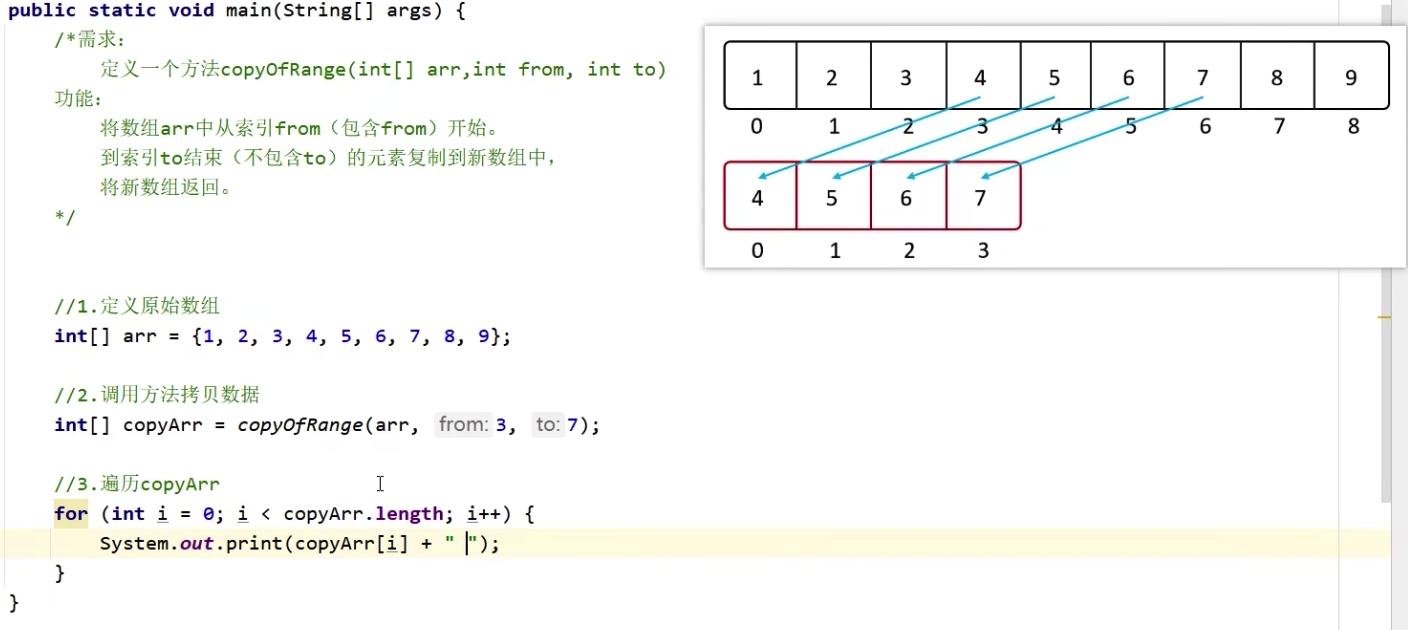 public static void main(String[] args) {
/*需求：
定义一个方法copyOfRange(int[] arr,int from, int to)
功能：
将数组arr中从索引from（包含from）开始。
到索引to结束（不包含to）的元素复制到新数组中，
将新数组返回。
*/
1 2 3 4 5 6 7 8 9
0 1 2 3 4 5 6 7 8
4 5 6 7
0 1 2 3
//1.定义原始数组
int[] arr = {1, 2, 3, 4, 5, 6, 7, 8, 9};
//2.调用方法拷贝数据
int[] copyArr = copyOfRange(arr, from: 3, to: 7);
//3.遍历copyArr
for (int i = 0; i < copyArr.length; i++) {
System.out.print(copyArr[i] + " ");
}
}